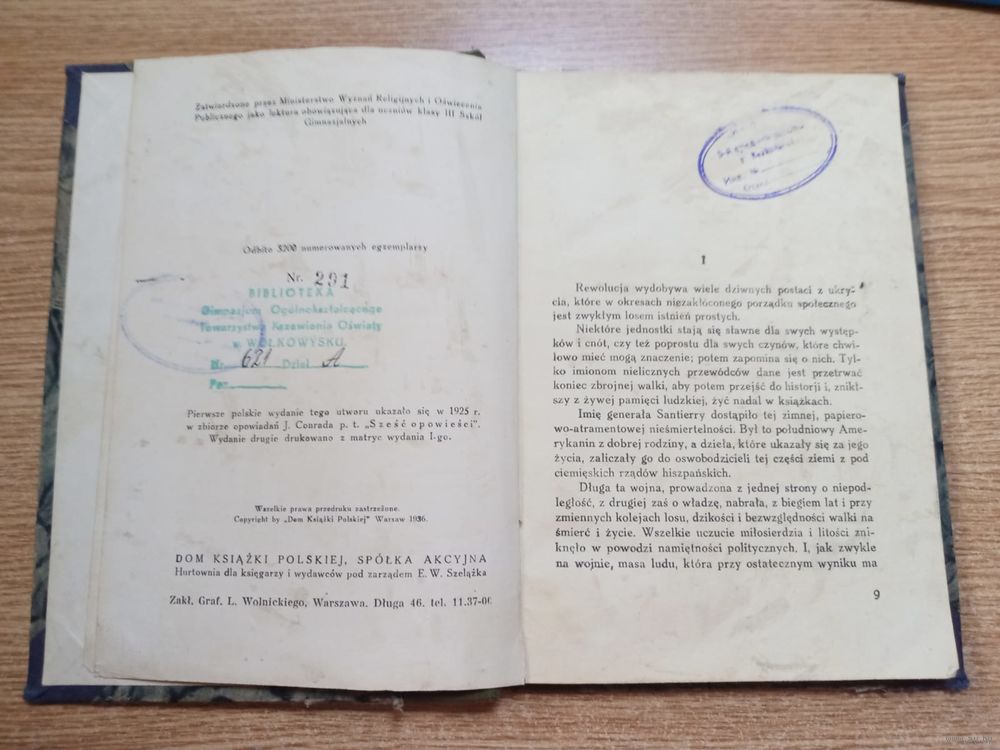 Zatwierdzone przez Ministerstwo Wyznań Religijnych i Oświecenia
Publicznego jako lektura obowiązująca dla uczniów klasy III Szkół
Gimnazjalnych
Odbito 3200 numerowanych egzemplarzy
Nr. 291
BIBLIOTEKA
Gimnazjum Ogólnokształcącego
Towarzystwa Krzewienia Oświaty
w WOŁKOWYSKU
Nr. 621 Dział A
Poz.
Pierwsze polskie wydanie tego utworu ukazało się w 1925 r.
w zbiorze opowiadań J. Conrada p. t. „Sześć opowieści".
Wydanie drugie drukowano z matryc wydania I-go.
Wszelkie prawa przedruku zastrzeżone.
Copyright by „Dom Książki Polskiej" Warsaw 1936.
DOM KSIĄŻKI POLSKIEJ, SPÓŁKA AKCYJNA
Hurtownia dla księgarzy i wydawców pod zarządem E. W. Szelążka
Zakł. Graf. L. Wolnickiego, Warszawa, Długa 46. tel. 11.37-00
I
Rewolucja wydobywa wiele dziwnych postaci z ukry-
cia, które w okresach niezakłóconego porządku społecznego
jest zwykłym losem istnień prostych.
Niektóre jednostki stają się sławne dla swych występ-
ków i cnót, czy też poprostu dla swych czynów, które chwi-
lowo mieć mogą znaczenie; potem zapomina się o nich. Tyl-
ko imionom nielicznych przewódców dane jest przetrwać
koniec zbrojnej walki, aby potem przejść do historji i, znikł-
szy z żywej pamięci ludzkiej, żyć nadal w książkach.
Imię generała Santierry dostąpiło tej zimnej, papiero-
wo-atramentowej nieśmiertelności. Był to południowy Ame-
rykanin z dobrej rodziny, a dzieła, które ukazały się za jego
życia, zaliczały go do oswobodzicieli tej części ziemi z pod
ciemięskich rządów hiszpańskich.
Długa ta wojna, prowadzona z jednej strony o niepod-
ległość, z drugiej zaś o władzę, nabrała, z biegiem lat i przy
zmiennych kolejach losu, dzikości i bezwzględności walki na
śmierć i życie. Wszelkie uczucie miłosierdzia i litości zni-
knęło w powodzi namiętności politycznych. I, jak zwykle
na wojnie, masa ludu, która przy ostatecznym wyniku ma
9